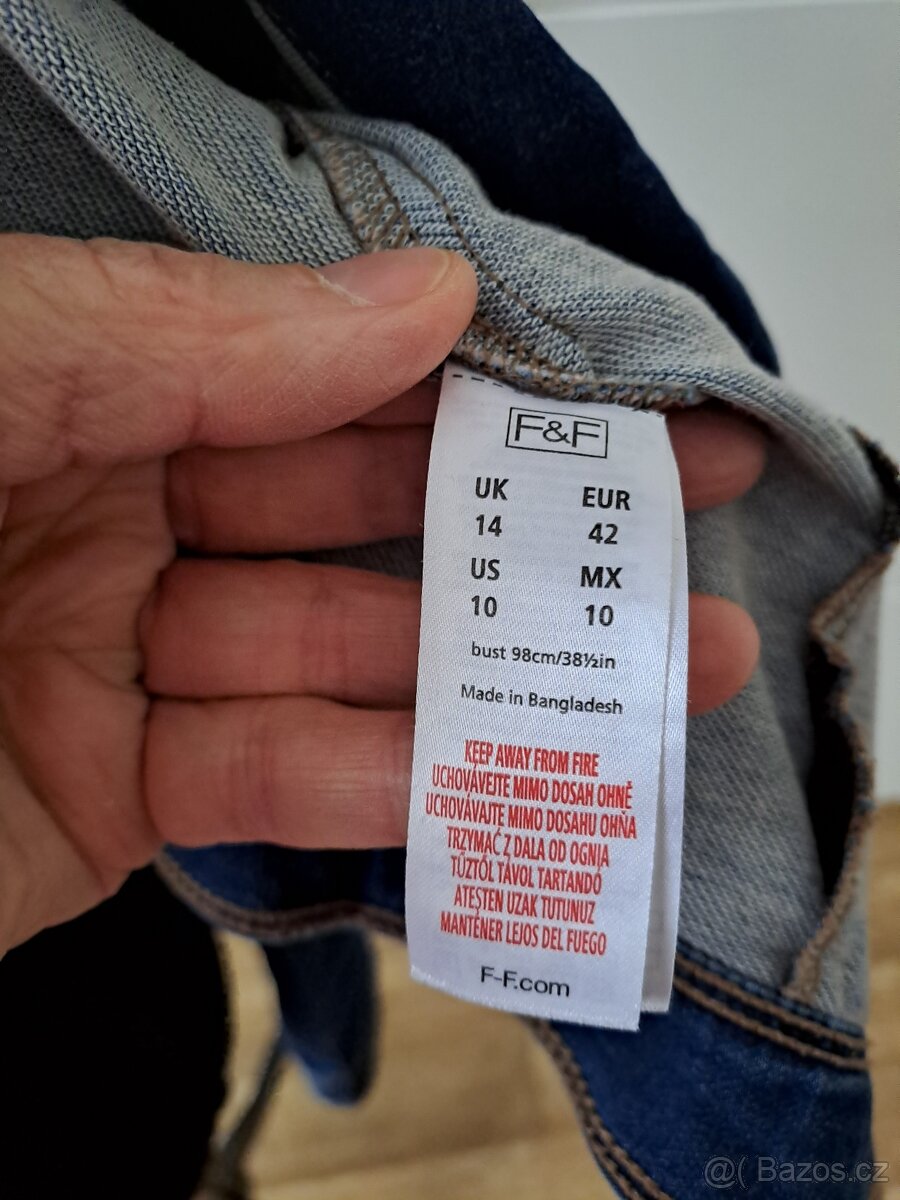 F&F
UK EUR
14 42
US MX
10 10
bust 98cm/38½in
Made in Bangladesh
KEEP AWAY FROM FIRE
UCHOVÁVEJTE MIMO DOSAH OHNĚ
UCHOVÁVAJTE MIMO DOSAHU OHŇA
TRZYMAĆ Z DALA OD OGNIA
TŰZTŐL TÁVOL TARTANDÓ
ATEŞTEN UZAK TUTUNUZ
MANTENER LEJOS DEL FUEGO
F-F.com
@( Bazos.cz